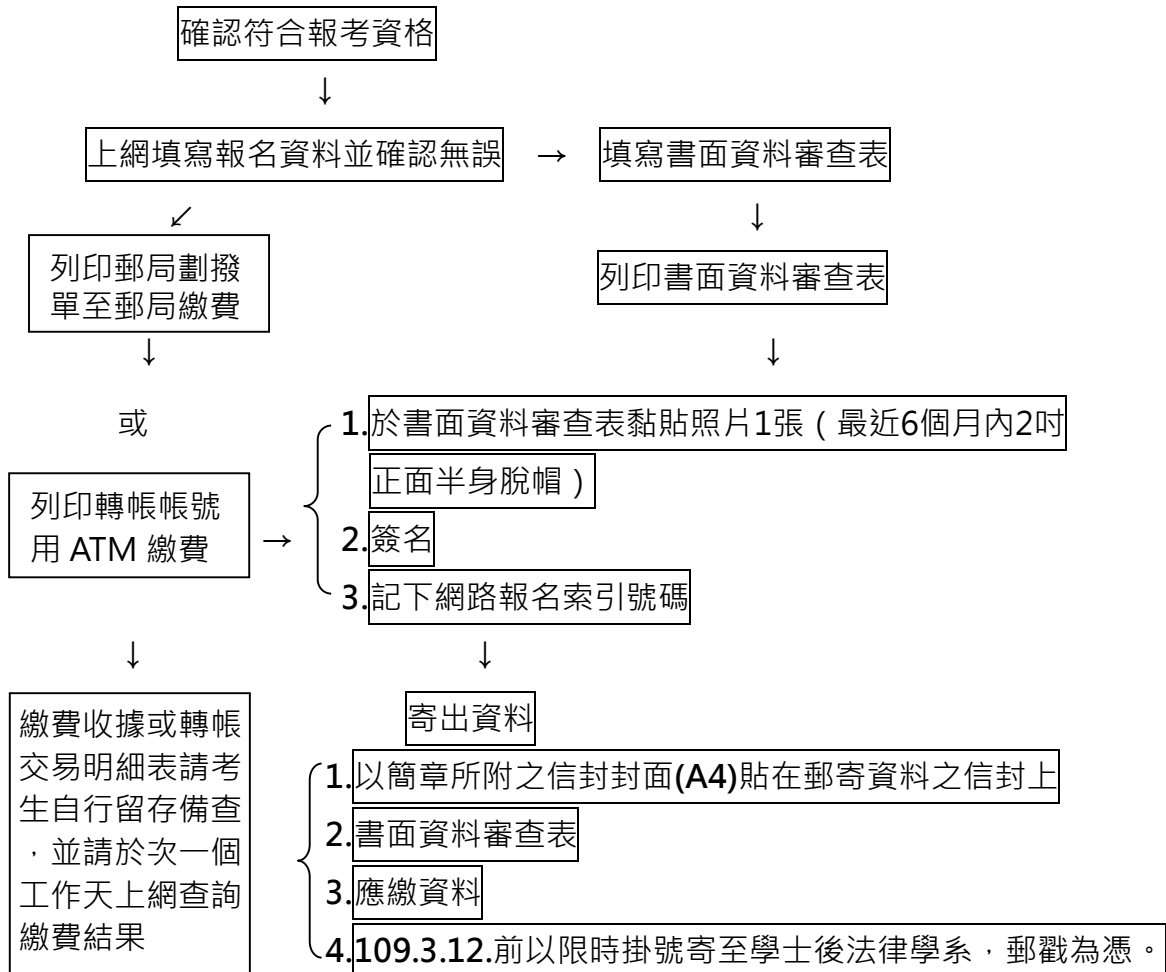 確認符合報考資格
↓
上網填寫報名資料並確認無誤 → 填寫書面資料審查表
↙ ↓
列印郵局劃撥
單至郵局繳費
列印書面資料審查表
↓ ↓
或
列印轉帳帳號
用 ATM 繳費
→
1.於書面資料審查表黏貼照片1張（最近6個月內2吋
正面半身脫帽）
2.簽名
3.記下網路報名索引號碼
↓ ↓
繳費收據或轉帳
交易明細表請考
生自行留存備查
，並請於次一個
工作天上網查詢
繳費結果
寄出資料
1.以簡章所附之信封封面(A4)貼在郵寄資料之信封上
2.書面資料審查表
3.應繳資料
4.109.3.12.前以限時掛號寄至學士後法律學系，郵戳為憑。